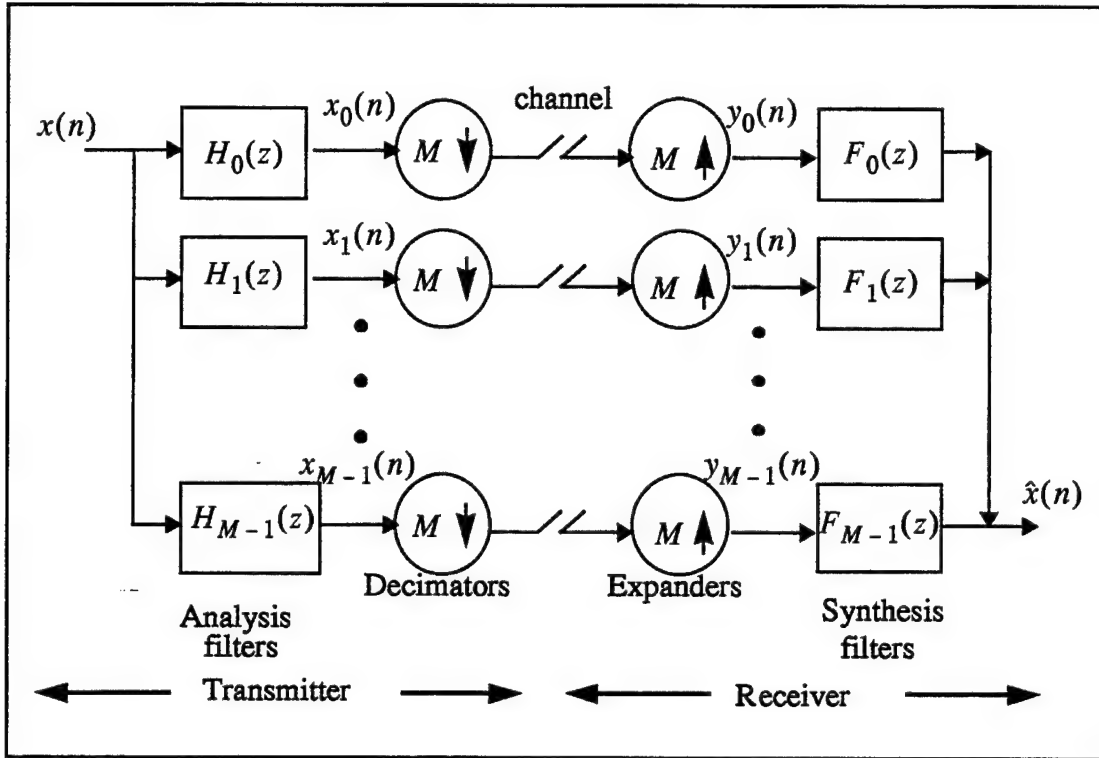 channel
x(n)
x_0(n)
y_0(n)
H_0(z)
M
M
F_0(z)
x_1(n)
y_1(n)
H_1(z)
M
M
F_1(z)
x_{M-1}(n)
y_{M-1}(n)
x̂(n)
H_{M-1}(z)
M
M
F_{M-1}(z)
Decimators
Expanders
Analysis
filters
Synthesis
filters
Transmitter
Receiver